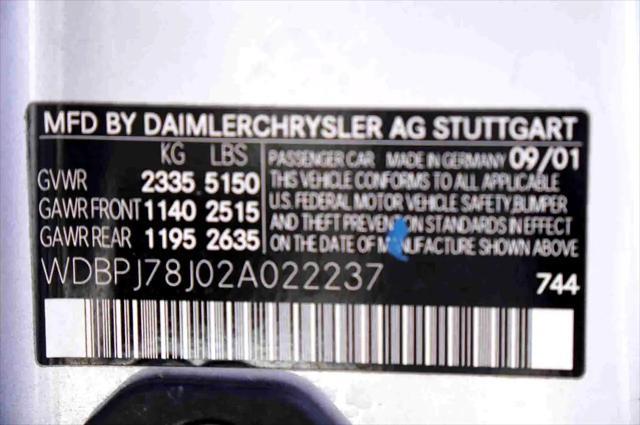 MFD BY DAIMLERCHRYSLER AG STUTTGART
KG LBS
GVWR 2335 5150
GAWR FRONT 1140 2515
GAWR REAR 1195 2635
PASSENGER CAR MADE IN GERMANY 09/01
THIS VEHICLE CONFORMS TO ALL APPLICABLE
U.S. FEDERAL MOTOR VEHICLE SAFETY, BUMPER
AND THEFT PREVENTION STANDARDS IN EFFECT
ON THE DATE OF MANUFACTURE SHOWN ABOVE
WDBPJ78J02A022237
744